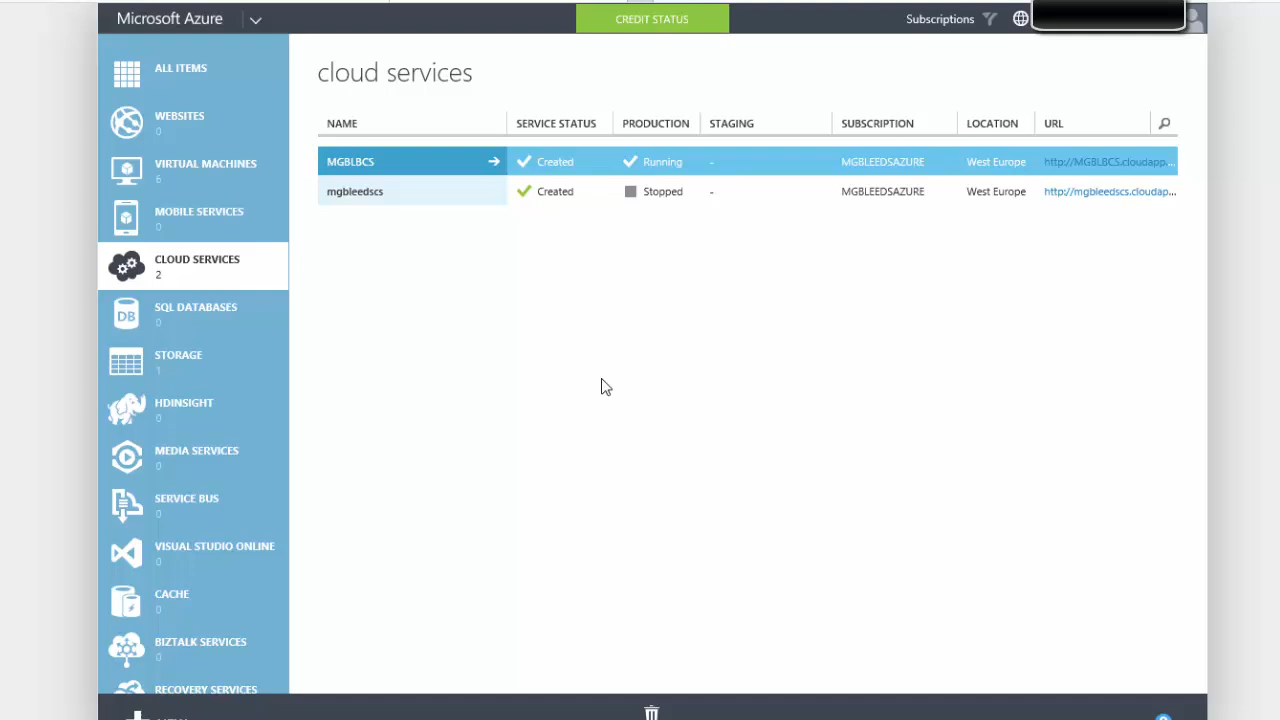 Microsoft Azure
CREDIT STATUS
Subscriptions
ALL ITEMS
WEBSITES
0
VIRTUAL MACHINES
6
MOBILE SERVICES
0
CLOUD SERVICES
2
SQL DATABASES
0
DB
STORAGE
1
HDINSIGHT
0
MEDIA SERVICES
0
SERVICE BUS
0
VISUAL STUDIO ONLINE
0
CACHE
0
BIZTALK SERVICES
0
RECOVERY SERVICES
cloud services
NAME SERVICE STATUS PRODUCTION STAGING SUBSCRIPTION LOCATION URL
MGBLBCS Created Running - MGBLEEDSAZURE West Europe http://MGBLBCS.cloudapp....
mgbleedscs Created Stopped - MGBLEEDSAZURE West Europe http://mgbleedscs.cloudap...